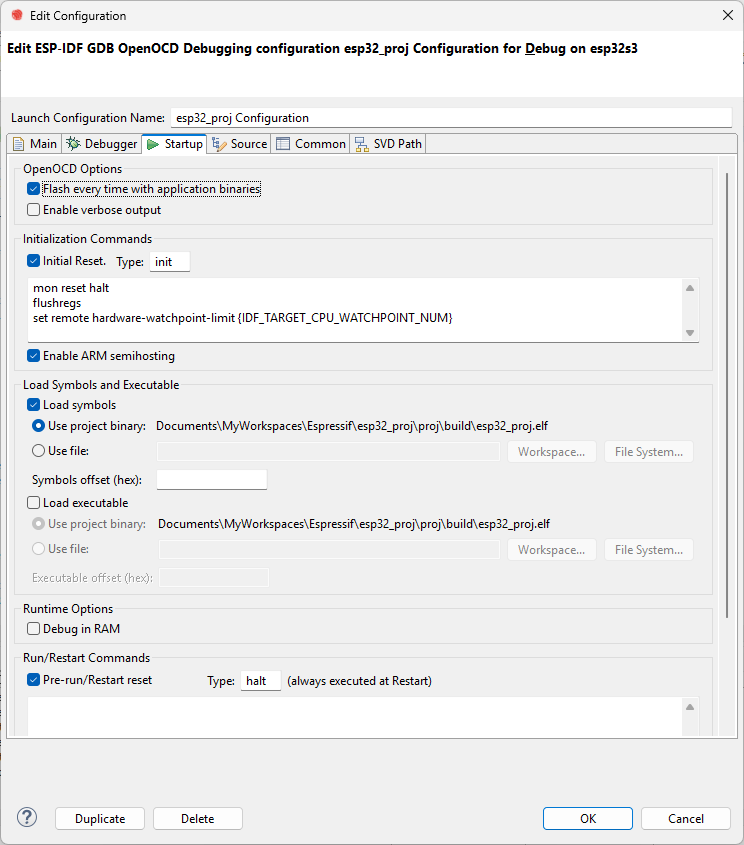 Edit Configuration
Edit ESP-IDF GDB OpenOCD Debugging configuration esp32_proj Configuration for Debug on esp32s3
Launch Configuration Name: esp32_proj Configuration
Main Debugger Startup Source Common SVD Path
OpenOCD Options
Flash every time with application binaries
Enable verbose output
Initialization Commands
Initial Reset. Type: init
mon reset halt
flushregs
set remote hardware-watchpoint-limit {IDF_TARGET_CPU_WATCHPOINT_NUM}
Enable ARM semihosting
Load Symbols and Executable
Load symbols
Use project binary: Documents\MyWorkspaces\Espressif\esp32_proj\proj\build\esp32_proj.elf
Use file: Workspace... File System...
Symbols offset (hex):
Load executable
Use project binary: Documents\MyWorkspaces\Espressif\esp32_proj\proj\build\esp32_proj.elf
Use file: Workspace... File System...
Executable offset (hex):
Runtime Options
Debug in RAM
Run/Restart Commands
Pre-run/Restart reset Type: halt (always executed at Restart)
? Duplicate Delete OK Cancel